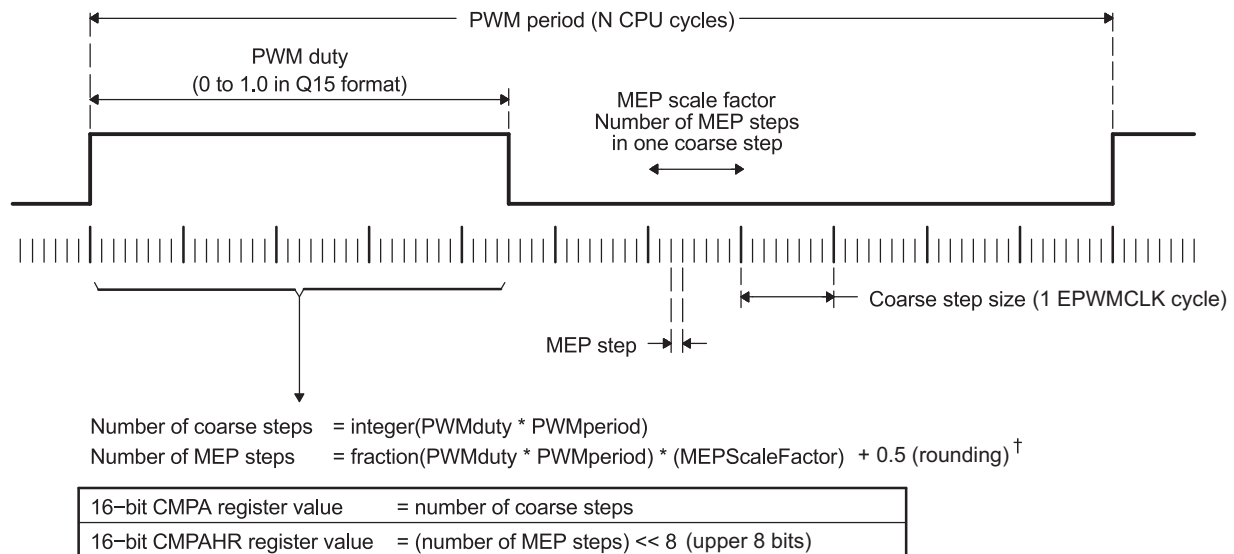 PWM period (N CPU cycles)
PWM duty
(0 to 1.0 in Q15 format)
MEP scale factor
Number of MEP steps
in one coarse step
Coarse step size (1 EPWMCLK cycle)
MEP step
Number of coarse steps = integer(PWMduty * PWMperiod)
Number of MEP steps = fraction(PWMduty * PWMperiod) * (MEPScaleFactor) + 0.5 (rounding) †
16−bit CMPA register value = number of coarse steps
16−bit CMPAHR register value = (number of MEP steps) << 8 (upper 8 bits)